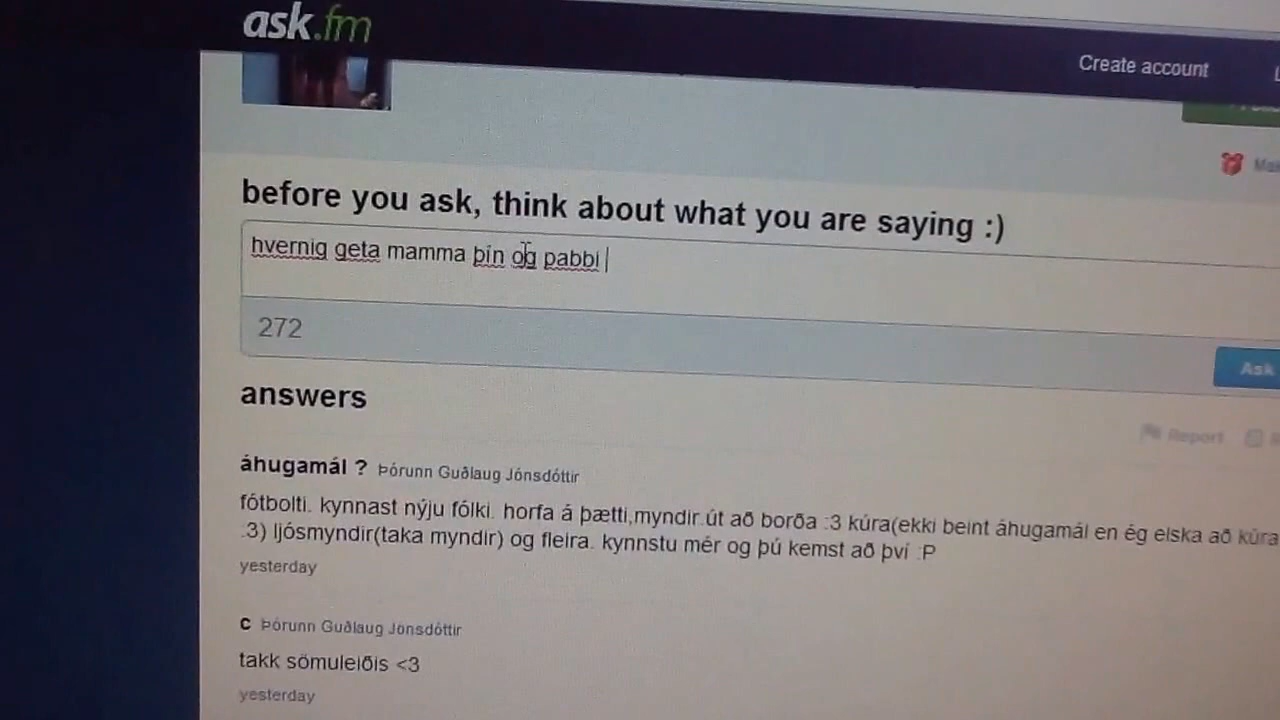 ask.fm
Create account
before you ask, think about what you are saying :)
hvernig geta mamma þín og pabbi
272
Ask
answers
Report
áhugamál ? Þórunn Guðlaug Jónsdóttir
fótbolti. kynnast nýju fólki. horfa á þætti,myndir.út að borða :3 kúra(ekki beint áhugamál en ég elska að kúra
:3) ljósmyndir(taka myndir) og fleira. kynnstu mér og þú kemst að því :P
yesterday
c Þórunn Guðlaug Jónsdóttir
takk sömuleiðis <3
yesterday